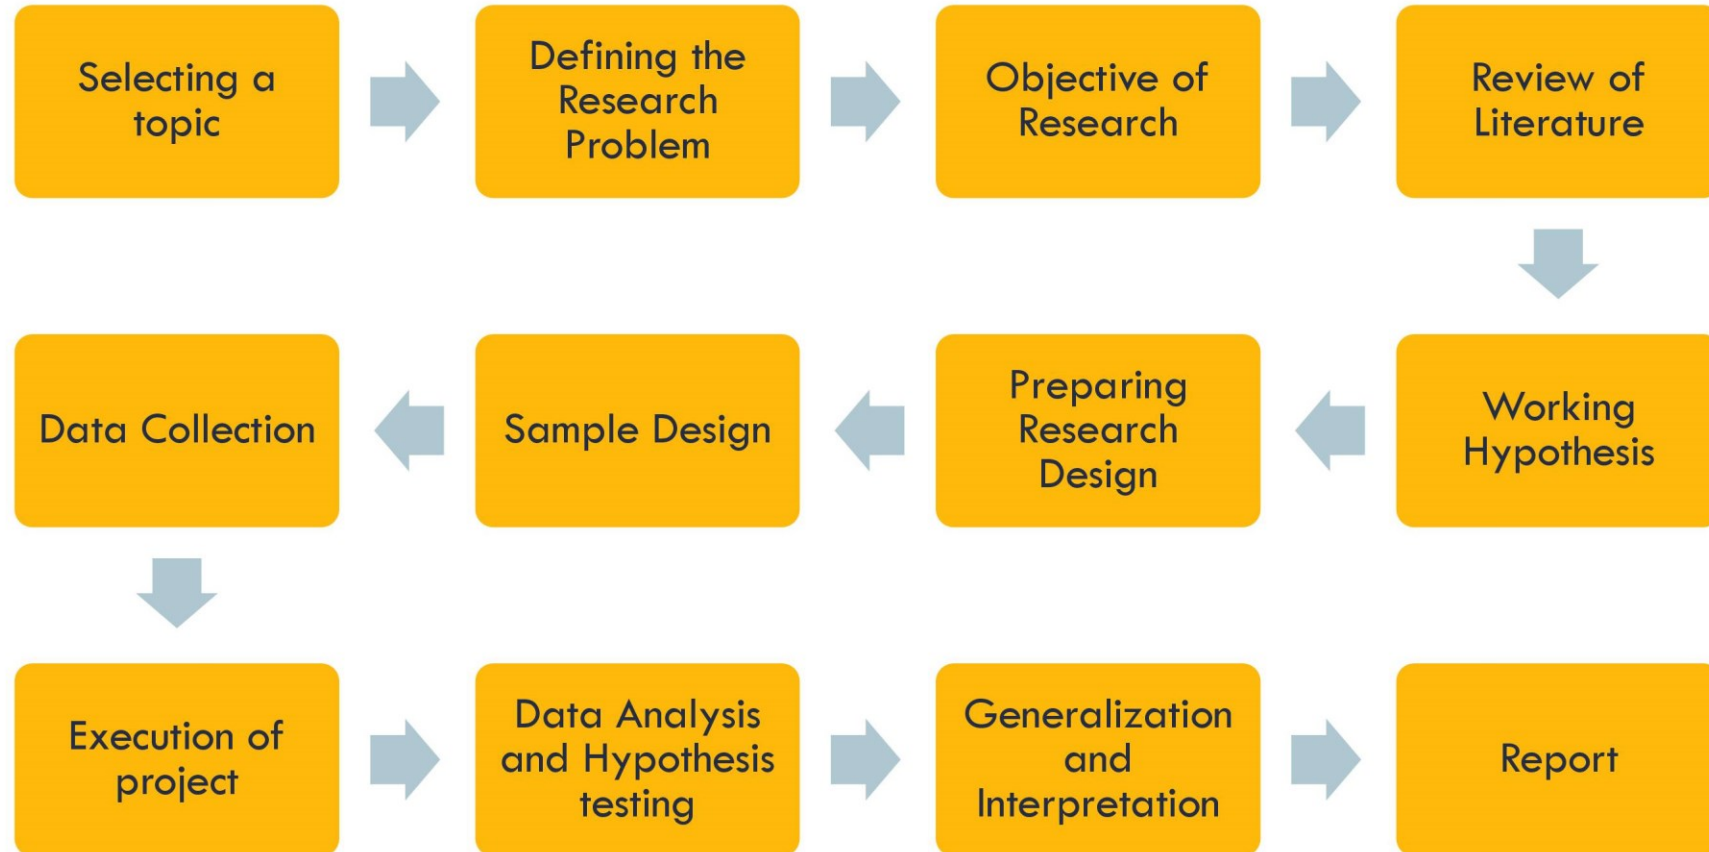 Selecting a
topic
Defining the
Research
Problem
Objective of
Research
Review of
Literature
Working
Hypothesis
Preparing
Research
Design
Sample Design
Data Collection
Execution of
project
Data Analysis
and Hypothesis
testing
Generalization
and
Interpretation
Report